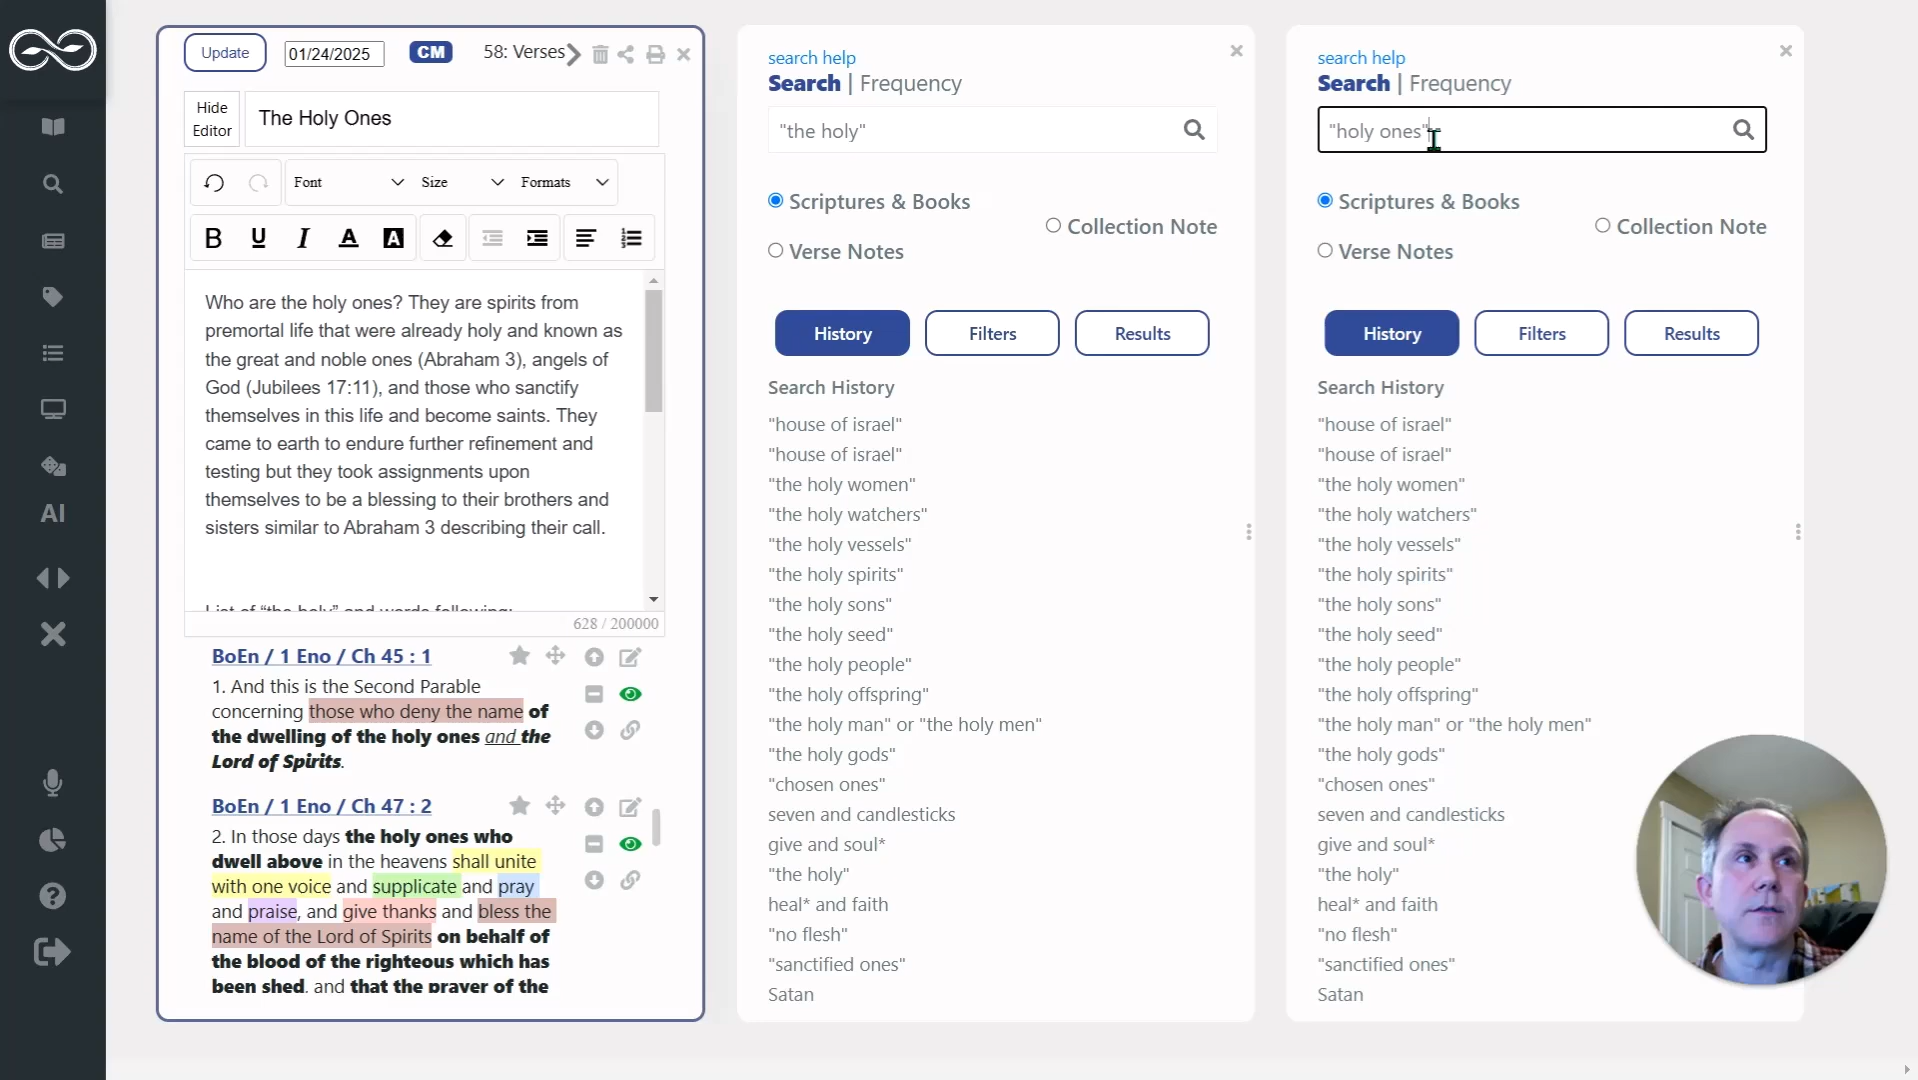 Update
01/24/2025
CM
58: Verses
Hide
Editor
The Holy Ones
Font
Size
Formats
B U I A A
Who are the holy ones? They are spirits from
premortal life that were already holy and known as
the great and noble ones (Abraham 3), angels of
God (Jubilees 17:11), and those who sanctify
themselves in this life and become saints. They
came to earth to endure further refinement and
testing but they took assignments upon
themselves to be a blessing to their brothers and
sisters similar to Abraham 3 describing their call.
List of “the holy” and words following:
628 / 200000
BoEn / 1 Eno / Ch 45 : 1
1. And this is the Second Parable
concerning those who deny the name of
the dwelling of the holy ones and the
Lord of Spirits.
BoEn / 1 Eno / Ch 47 : 2
2. In those days the holy ones who
dwell above in the heavens shall unite
with one voice and supplicate and pray
and praise, and give thanks and bless the
name of the Lord of Spirits on behalf of
the blood of the righteous which has
been shed, and that the prayer of the
AI
search help
Search | Frequency
"the holy"
Scriptures & Books
Collection Note
Verse Notes
History
Filters
Results
Search History
"house of israel"
"house of israel"
"the holy women"
"the holy watchers"
"the holy vessels"
"the holy spirits"
"the holy sons"
"the holy seed"
"the holy people"
"the holy offspring"
"the holy man" or "the holy men"
"the holy gods"
"chosen ones"
seven and candlesticks
give and soul*
"the holy"
heal* and faith
"no flesh"
"sanctified ones"
Satan
search help
Search | Frequency
"holy ones"
Scriptures & Books
Collection Note
Verse Notes
History
Filters
Results
Search History
"house of israel"
"house of israel"
"the holy women"
"the holy watchers"
"the holy vessels"
"the holy spirits"
"the holy sons"
"the holy seed"
"the holy people"
"the holy offspring"
"the holy man" or "the holy men"
"the holy gods"
"chosen ones"
seven and candlesticks
give and soul*
"the holy"
heal* and faith
"no flesh"
"sanctified ones"
Satan